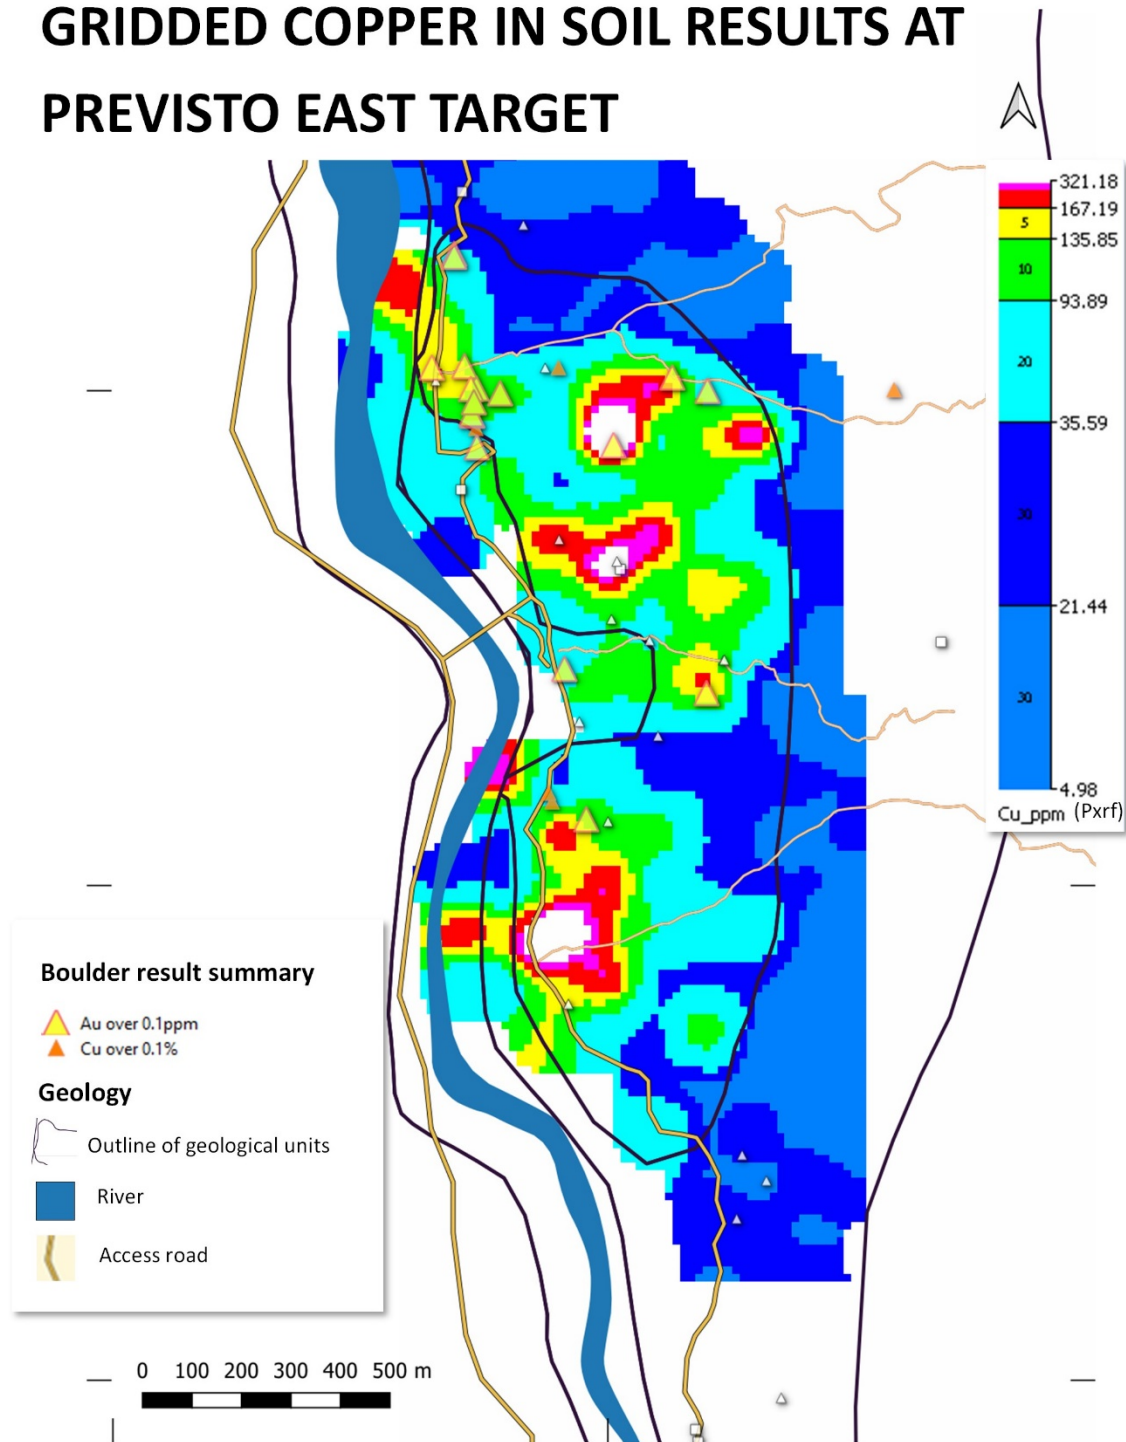 GRIDDED COPPER IN SOIL RESULTS AT
PREVISTO EAST TARGET
321.18
167.19
5
135.85
10
93.89
20
35.59
30
21.44
30
4.98
Cu_ppm (Pxrf)
Boulder result summary
Au over 0.1ppm
Cu over 0.1%
Geology
Outline of geological units
River
Access road
0 100 200 300 400 500 m